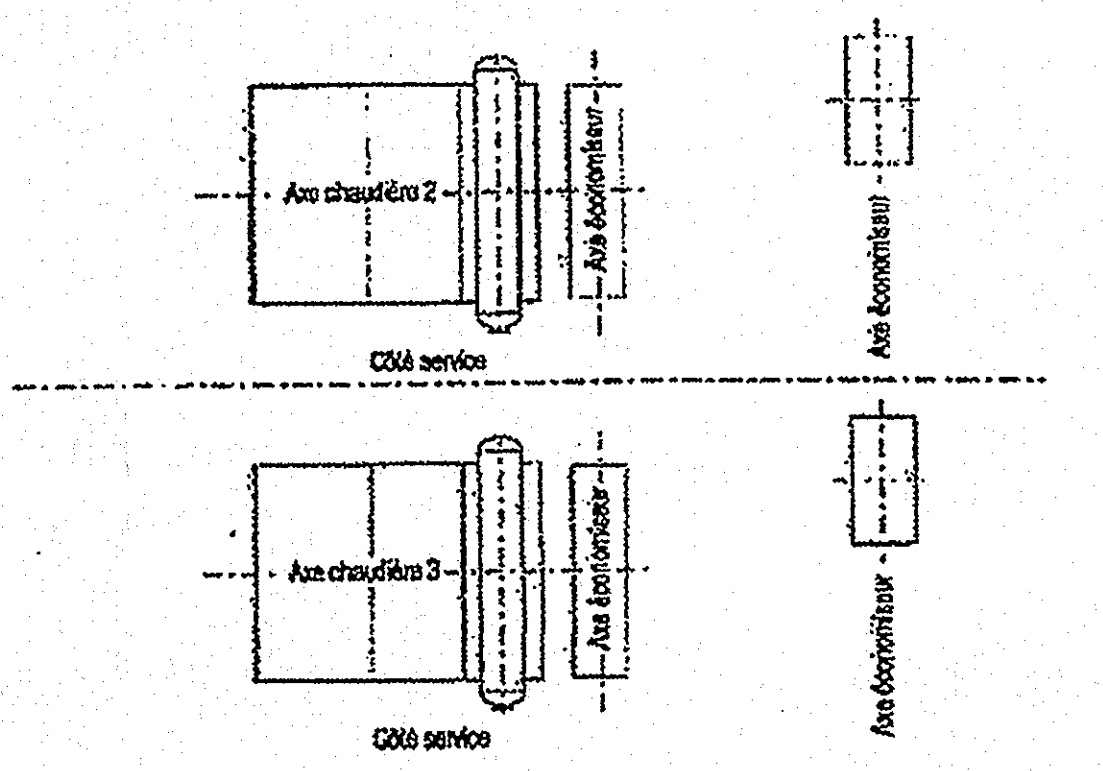 Axe chaudière 2
Axe économiseur
Axe économiseur
Côté service
Axe chaudière 3
Axe économiseur
Axe économiseur
Côté service